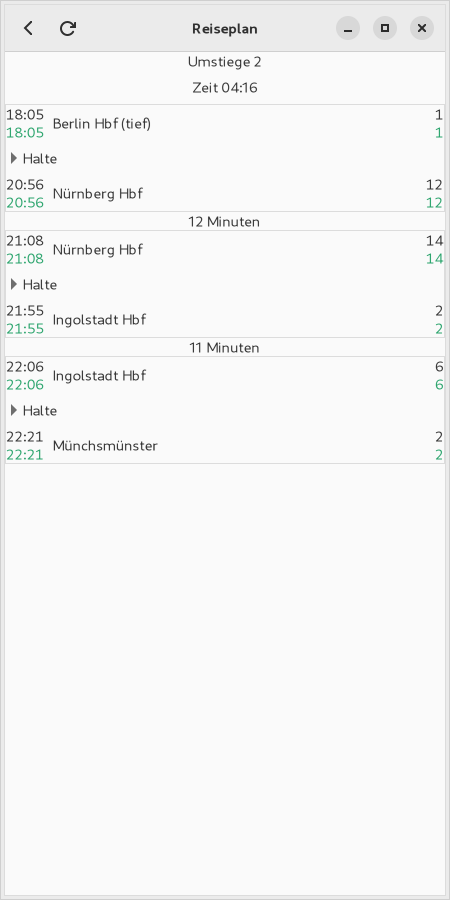 Reiseplan
Umstiege 2
Zeit 04:16
18:05 Berlin Hbf (tief) 1
18:05 1
Halte
20:56 Nürnberg Hbf 12
20:56 12
12 Minuten
21:08 Nürnberg Hbf 14
21:08 14
Halte
21:55 Ingolstadt Hbf 2
21:55 2
11 Minuten
22:06 Ingolstadt Hbf 6
22:06 6
Halte
22:21 Münchsmünster 2
22:21 2